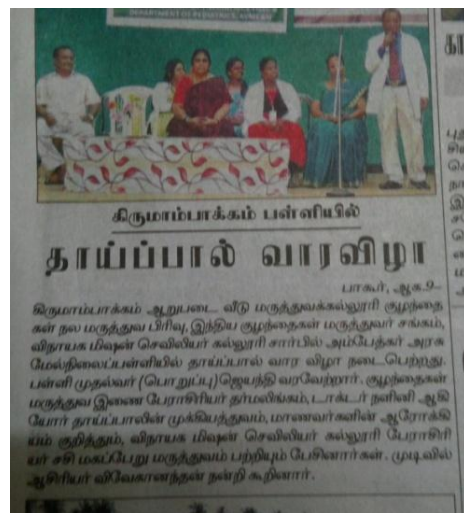 DEPARTMENT OF PEDIATRICS,
கிருமாம்பாக்கம் பள்ளியில்
தாய்ப்பால் வாரவிழா
பாகூர், ஆக.9–
கிருமாம்பாக்கம் ஆறுபடை வீடு மருத்துவக்கல்லூரி குழந்தை
கள் நல மருத்துவ பிரிவு, இந்திய குழந்தைகள் மருத்துவர் சங்கம்,
விநாயக மிஷன் செவிலியர் கல்லூரி சார்பில் அம்பேத்கர் அரசு
மேல்நிலைப்பள்ளியில் தாய்ப்பால் வார விழா நடைபெற்றது.
பள்ளி முதல்வர் (பொறுப்பு)ஜெயந்தி வரவேற்றார். குழந்தைகள்
மருத்துவ இணை பேராசிரியர் தர்மலிங்கம், டாக்டர் நளினி ஆகி
யோர் தாய்ப்பாலின் முக்கியத்துவம், மாணவர்களின் ஆரோக்கி
யம் குறித்தும், விநாயக மிஷன் செவிலியர் கல்லூரி பேராசிரி
யர் சசி மகப்பேறு மருத்துவம் பற்றியும் பேசினார்கள். முடிவில்
ஆசிரியர் விவேகானந்தன் நன்றி கூறினார்.